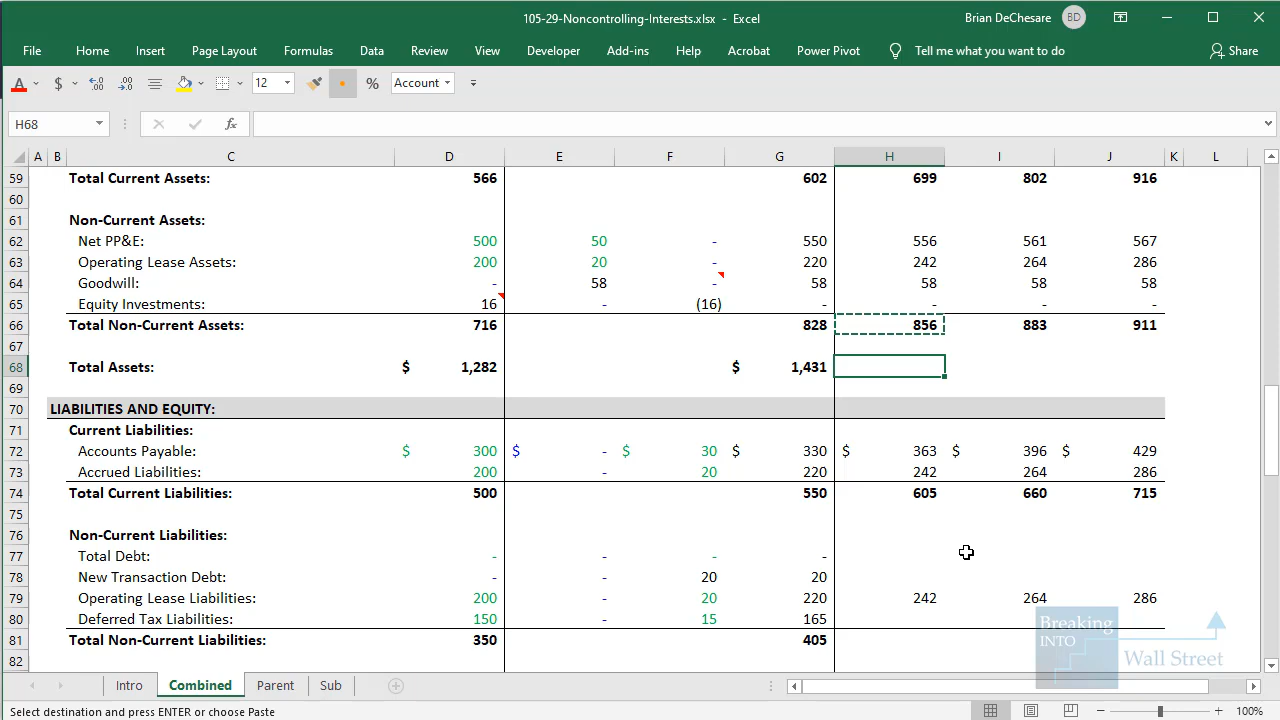 105-29-Noncontrolling-Interests.xlsx - Excel
Brian DeChesare BD
File Home Insert Page Layout Formulas Data Review View Developer Add-ins Help Acrobat Power Pivot Tell me what you want to do Share
A $ .00 12 % Account
H68 fx
A B C D E F G H I J K L
59 Total Current Assets: 566 602 699 802 916
60
61 Non-Current Assets:
62 Net PP&E: 500 50 - 550 556 561 567
63 Operating Lease Assets: 200 20 - 220 242 264 286
64 Goodwill: - 58 - 58 58 58 58
65 Equity Investments: 16 - (16) - - - -
66 Total Non-Current Assets: 716 828 856 883 911
67
68 Total Assets: $ 1,282 $ 1,431
69
70 LIABILITIES AND EQUITY:
71 Current Liabilities:
72 Accounts Payable: $ 300 $ - $ 30 $ 330 $ 363 $ 396 $ 429
73 Accrued Liabilities: 200 - 20 220 242 264 286
74 Total Current Liabilities: 500 550 605 660 715
75
76 Non-Current Liabilities:
77 Total Debt: - - - -
78 New Transaction Debt: - - 20 20
79 Operating Lease Liabilities: 200 - 20 220 242 264 286
80 Deferred Tax Liabilities: 150 - 15 165
81 Total Non-Current Liabilities: 350 405
82
Breaking
INTO
Wall Street
Intro Combined Parent Sub
Select destination and press ENTER or choose Paste 100%